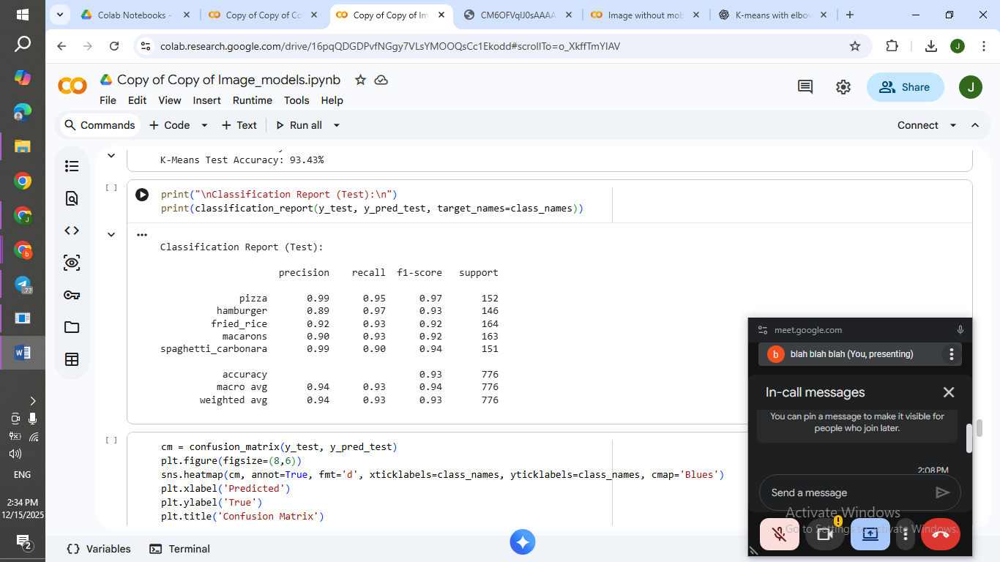 Colab Notebooks -
Copy of Copy of Co
Copy of Copy of Im
CM6OFVqIJ0sAAAA
Image without mob
K-means with elbow
colab.research.google.com/drive/16pqQDGDPvfNGgy7VLsYMOOQsCc1Ekodd#scrollTo=o_XkffTmYIAV
J
CO
Copy of Copy of Image_models.ipynb
File Edit View Insert Runtime Tools Help
Share
J
Commands + Code + Text Run all
Connect
K-Means Test Accuracy: 93.43%
[ ]
print("\nClassification Report (Test):\n")
print(classification_report(y_test, y_pred_test, target_names=class_names))
...
Classification Report (Test):
precision recall f1-score support
pizza 0.99 0.95 0.97 152
hamburger 0.89 0.97 0.93 146
fried_rice 0.92 0.93 0.92 164
macarons 0.90 0.93 0.92 163
spaghetti_carbonara 0.99 0.90 0.94 151
accuracy 0.93 776
macro avg 0.94 0.93 0.94 776
weighted avg 0.94 0.93 0.93 776
[ ]
cm = confusion_matrix(y_test, y_pred_test)
plt.figure(figsize=(8,6))
sns.heatmap(cm, annot=True, fmt='d', xticklabels=class_names, yticklabels=class_names, cmap='Blues')
plt.xlabel('Predicted')
plt.ylabel('True')
plt.title('Confusion Matrix')
Variables
Terminal
meet.google.com
b
blah blah blah (You, presenting)
In-call messages
You can pin a message to make it visible for
people who join later.
2:08 PM
Send a message
Activate Windows
Go to Settings to activate Windows.
J
b
..77
W
ENG
2:34 PM
12/15/2025
2